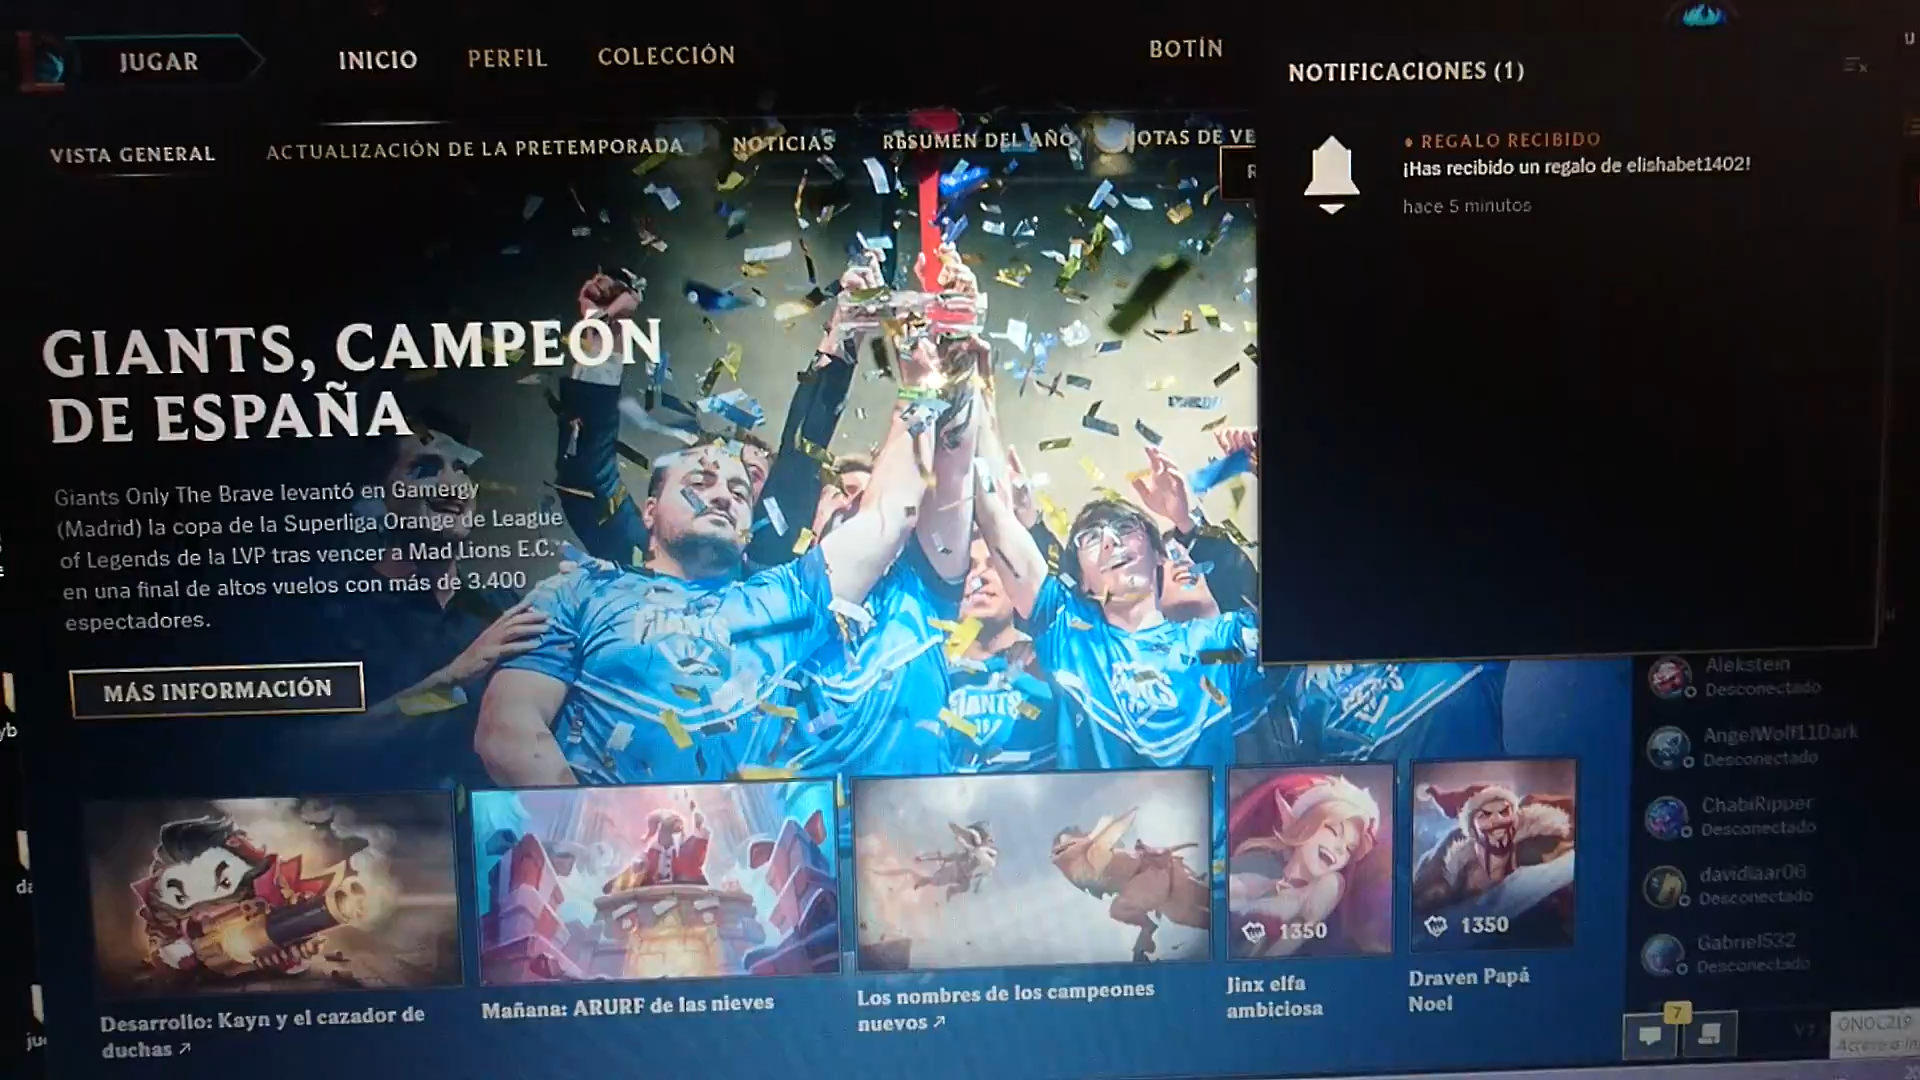 JUGAR
INICIO
PERFIL
COLECCIÓN
BOTÍN
NOTIFICACIONES (1)
VISTA GENERAL
ACTUALIZACIÓN DE LA PRETEMPORADA
NOTICIAS
RESUMEN DEL AÑO
NOTAS DE VE
R
• REGALO RECIBIDO
¡Has recibido un regalo de elishabet1402!
hace 5 minutos
GIANTS, CAMPEÓN
DE ESPAÑA
Giants Only The Brave levantó en Gamergy
(Madrid) la copa de la Superliga Orange de League
of Legends de la LVP tras vencer a Mad Lions E.C.
en una final de altos vuelos con más de 3.400
espectadores.
MÁS INFORMACIÓN
GIANTS
Alekstein
Desconectado
AngelWolf11Dark
Desconectado
ChabiRipper
Desconectado
davidlaar06
Desconectado
Gabriel532
Desconectado
1350
1350
Desarrollo: Kayn y el cazador de
duchas
Mañana: ARURF de las nieves
Los nombres de los campeones
nuevos
Jinx elfa
ambiciosa
Draven Papá
Noel
7